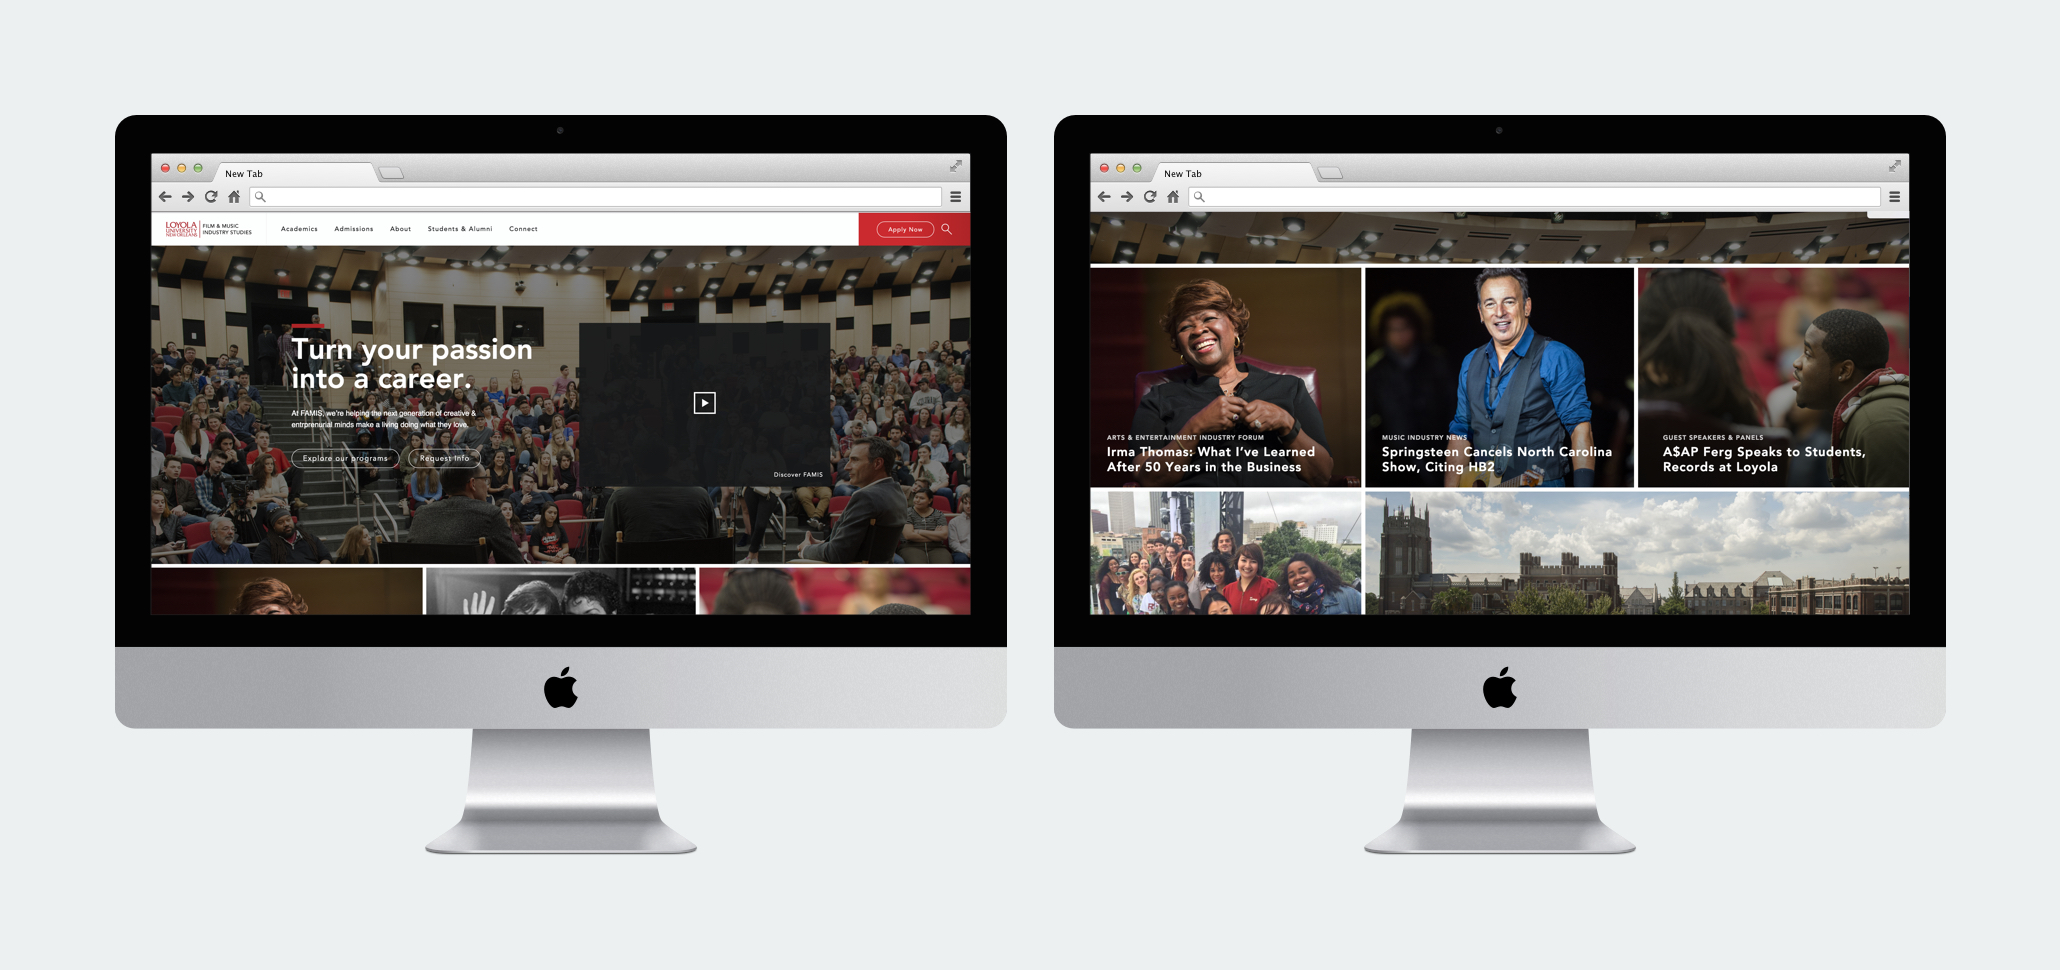 New Tab
LOYOLA
UNIVERSITY
NEW ORLEANS
FILM & MUSIC
INDUSTRY STUDIES
Academics
Admissions
About
Students & Alumni
Connect
Apply Now
Turn your passion
into a career.
At FAMIS, we're helping the next generation of creative &
entrprenurial minds make a living doing what they love.
Explore our programs
Request Info
Discover FAMIS
New Tab
ARTS & ENTERTAINMENT INDUSTRY FORUM
Irma Thomas: What I've Learned
After 50 Years in the Business
MUSIC INDUSTRY NEWS
Springsteen Cancels North Carolina
Show, Citing HB2
GUEST SPEAKERS & PANELS
A$AP Ferg Speaks to Students,
Records at Loyola